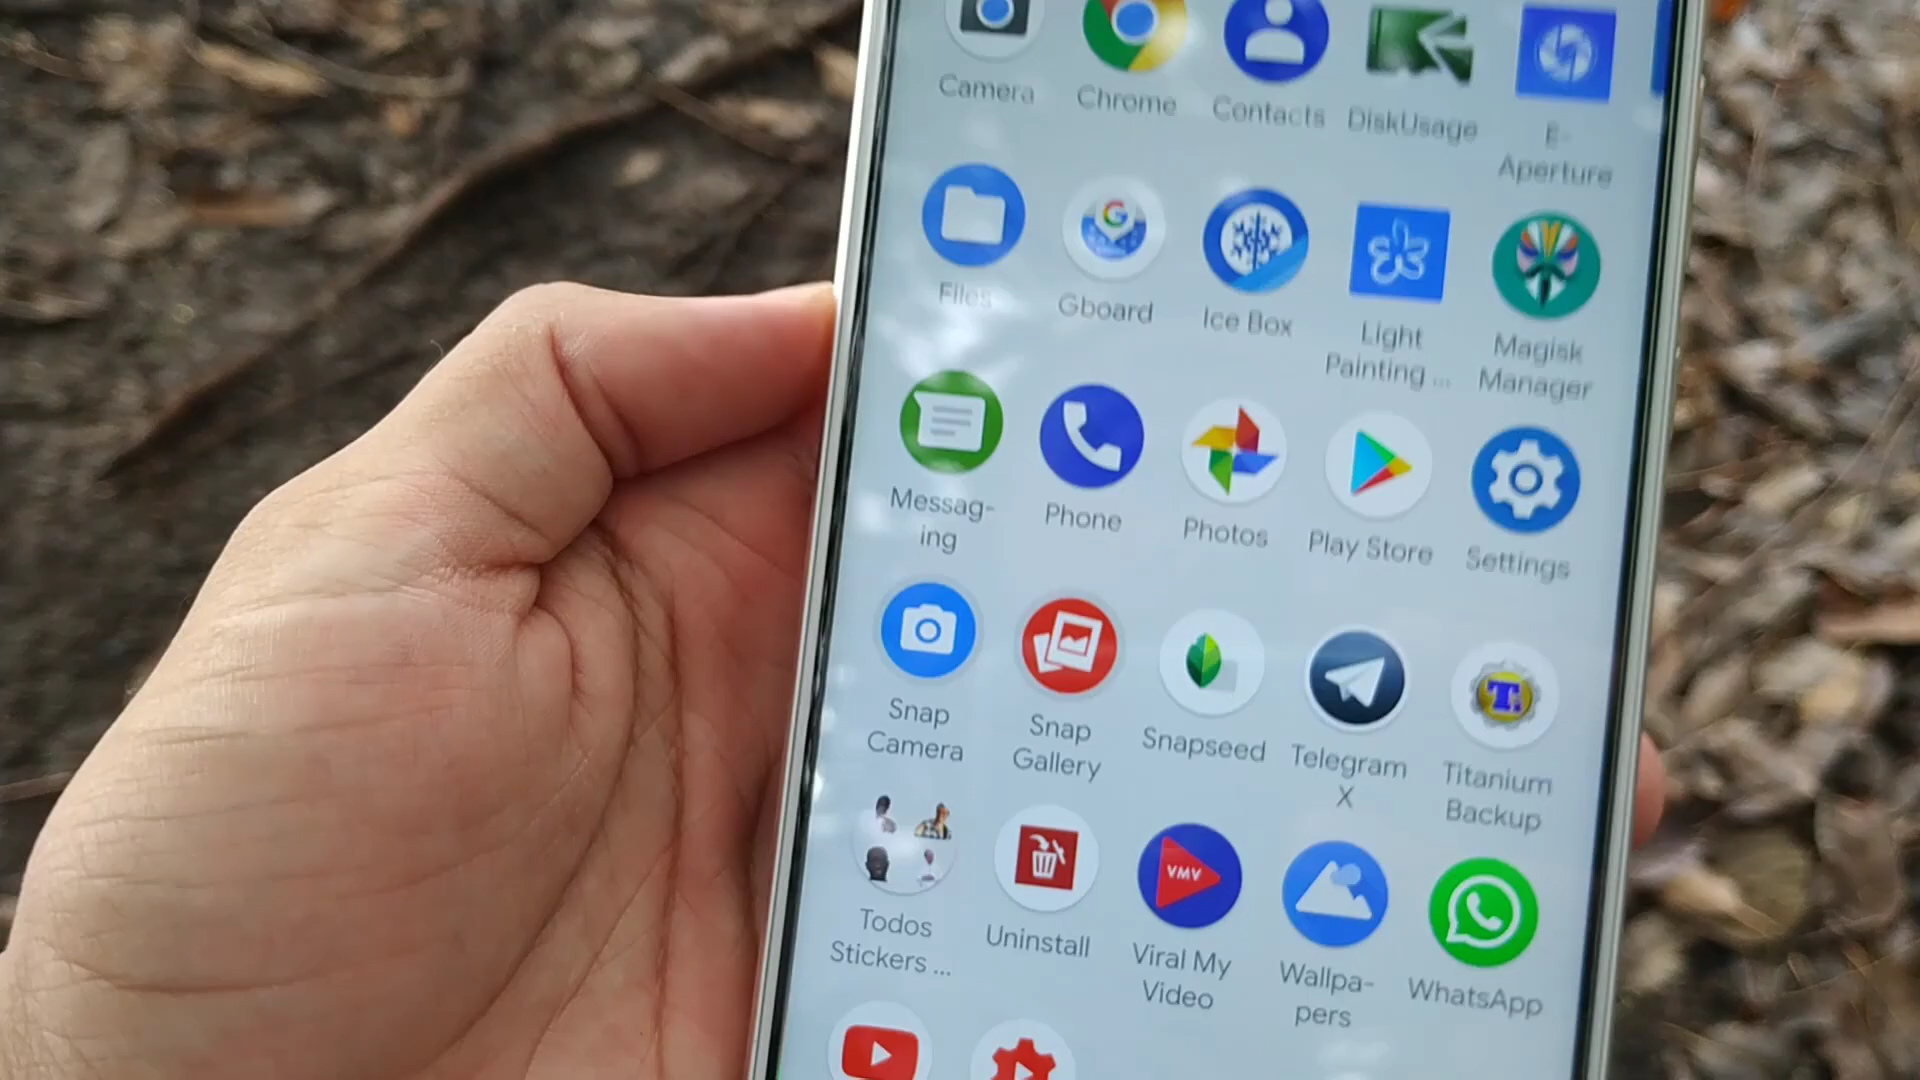 Camera Chrome Contacts DiskUsage E-
Aperture
Files Gboard Ice Box Light
Painting ... Magisk
Manager
Messag-
ing Phone Photos Play Store Settings
Snap
Camera Snap
Gallery Snapseed Telegram
X Titanium
Backup
Todos
Stickers ... Uninstall VMV
Viral My
Video Wallpa-
pers WhatsApp